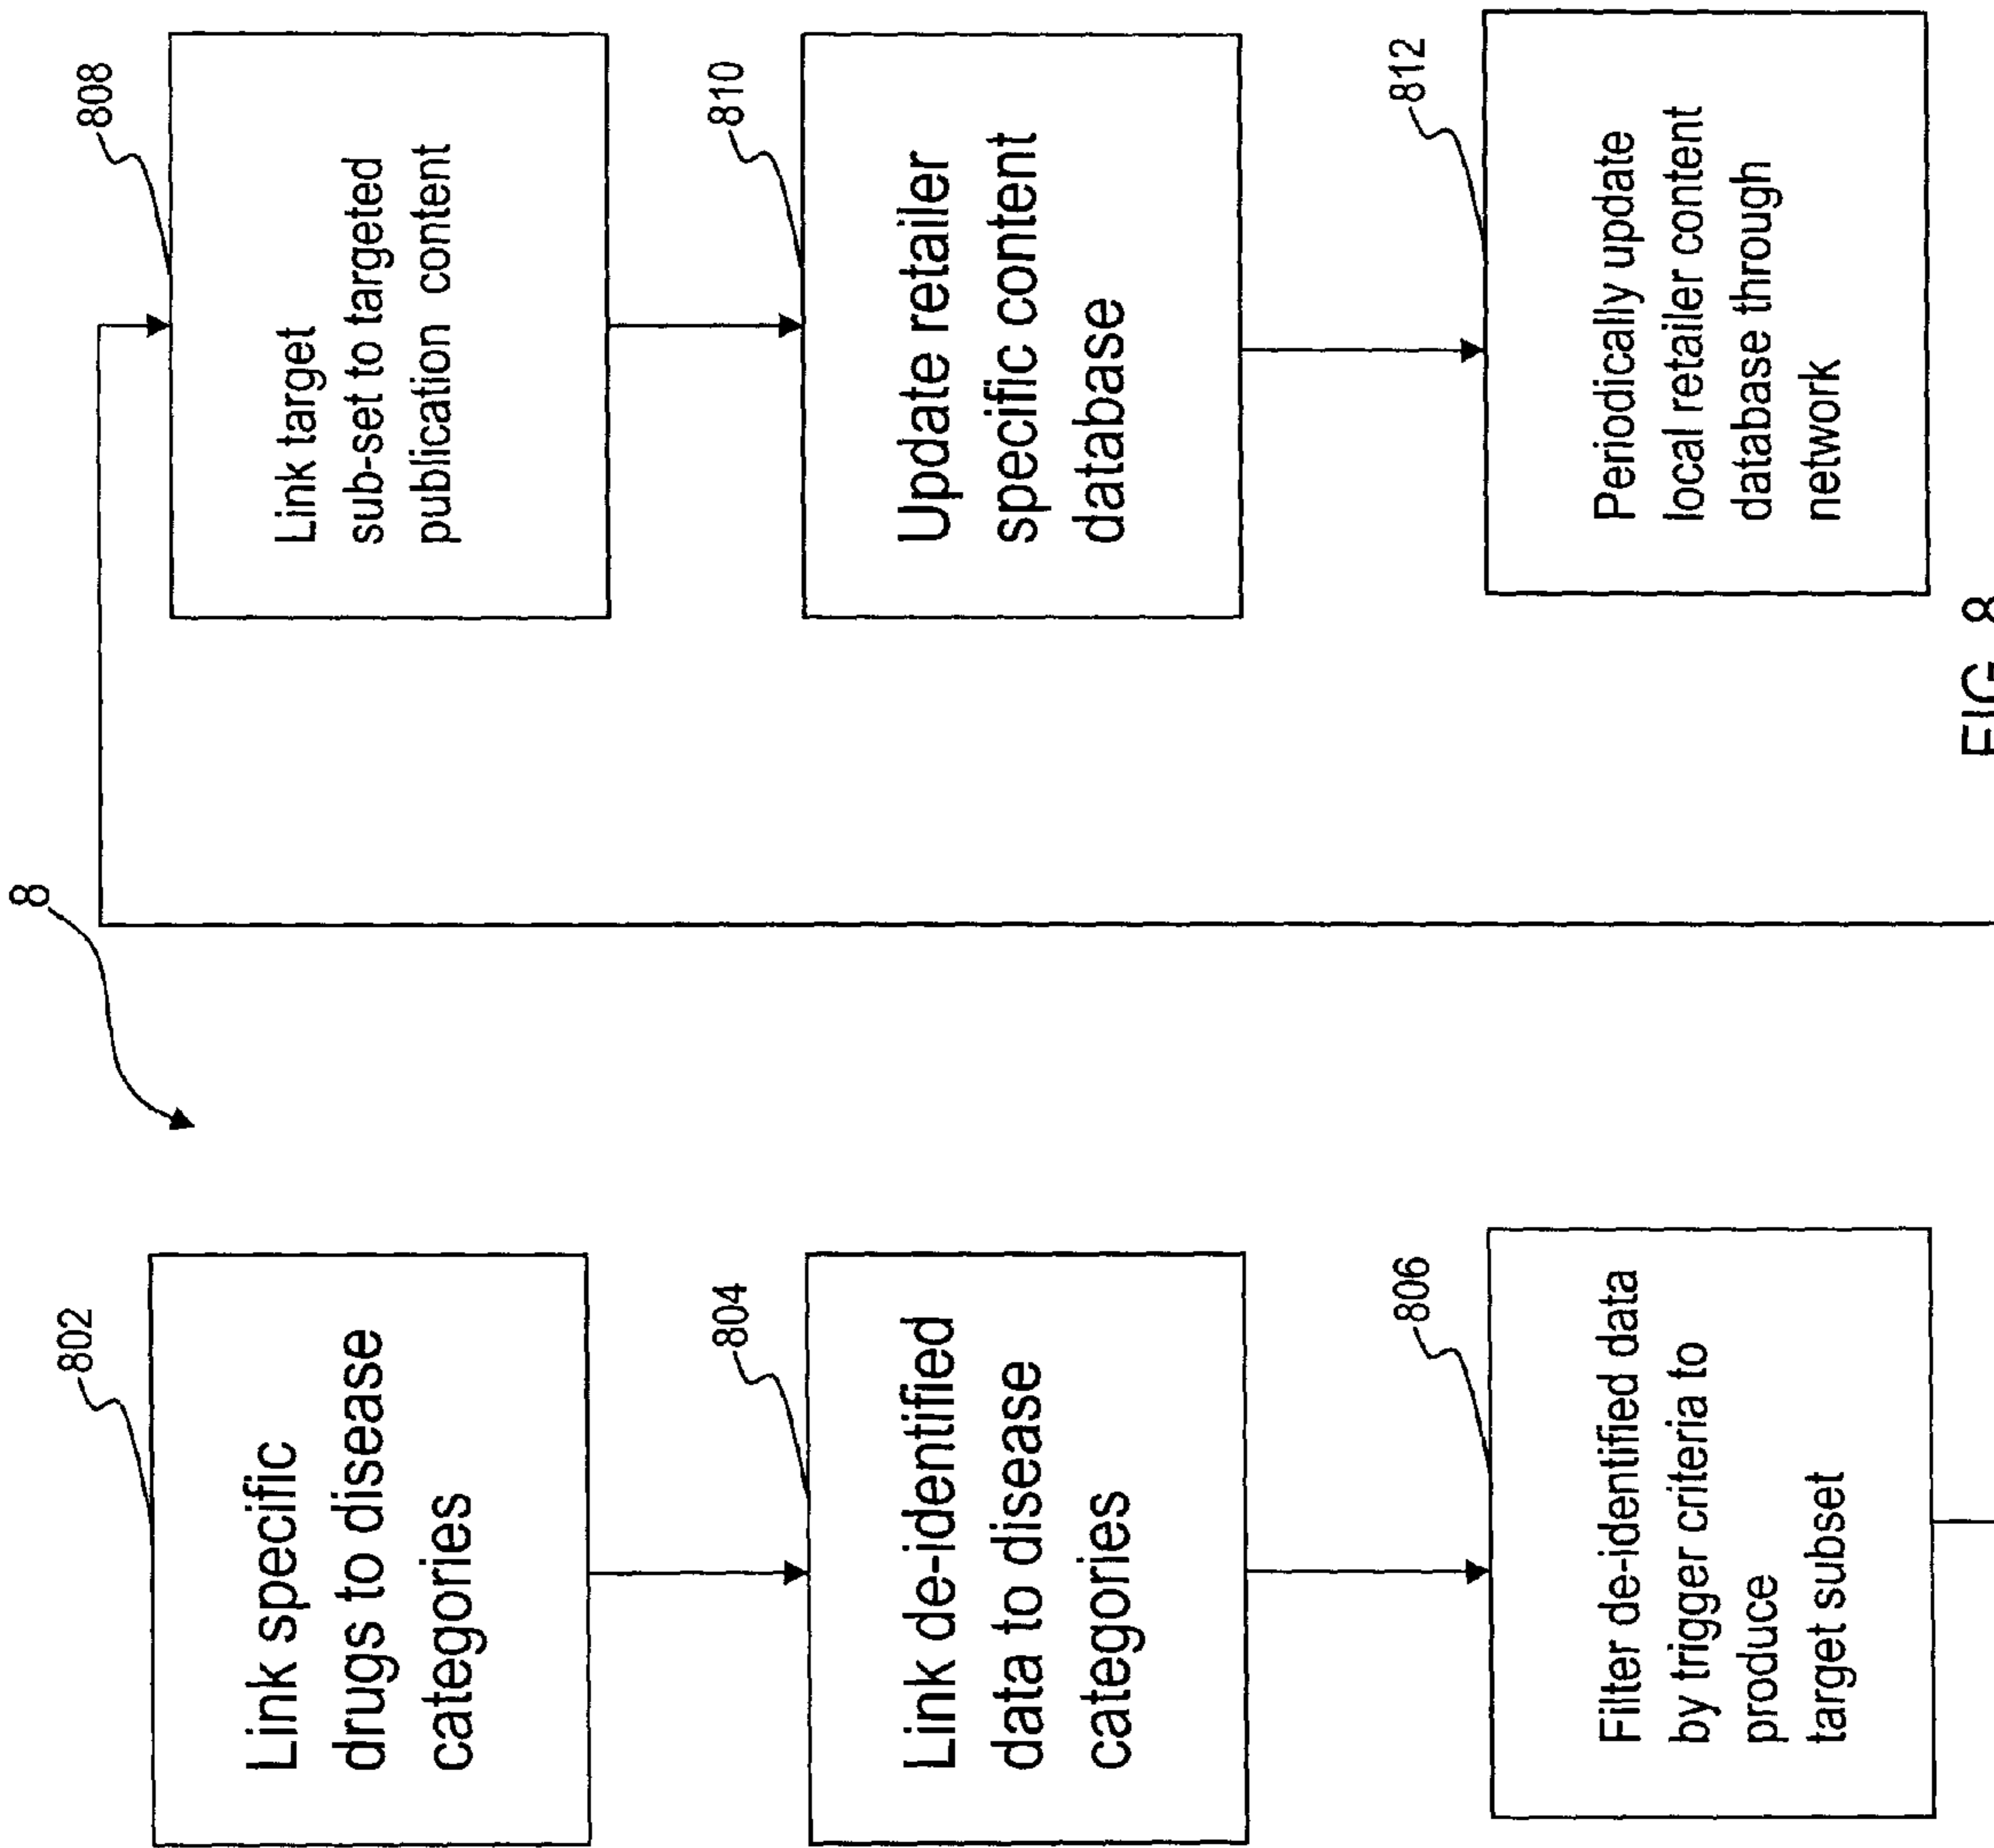 8
802
Link specific
drugs to disease
categories
804
Link de-identified
data to disease
categories
806
Filter de-identified data
by trigger criteria to
produce
target subset
808
Link target
sub-set to targeted
publication content
810
Update retailer
specific content
database
812
Periodically update
local retailer content
database through
network
FIG. 8